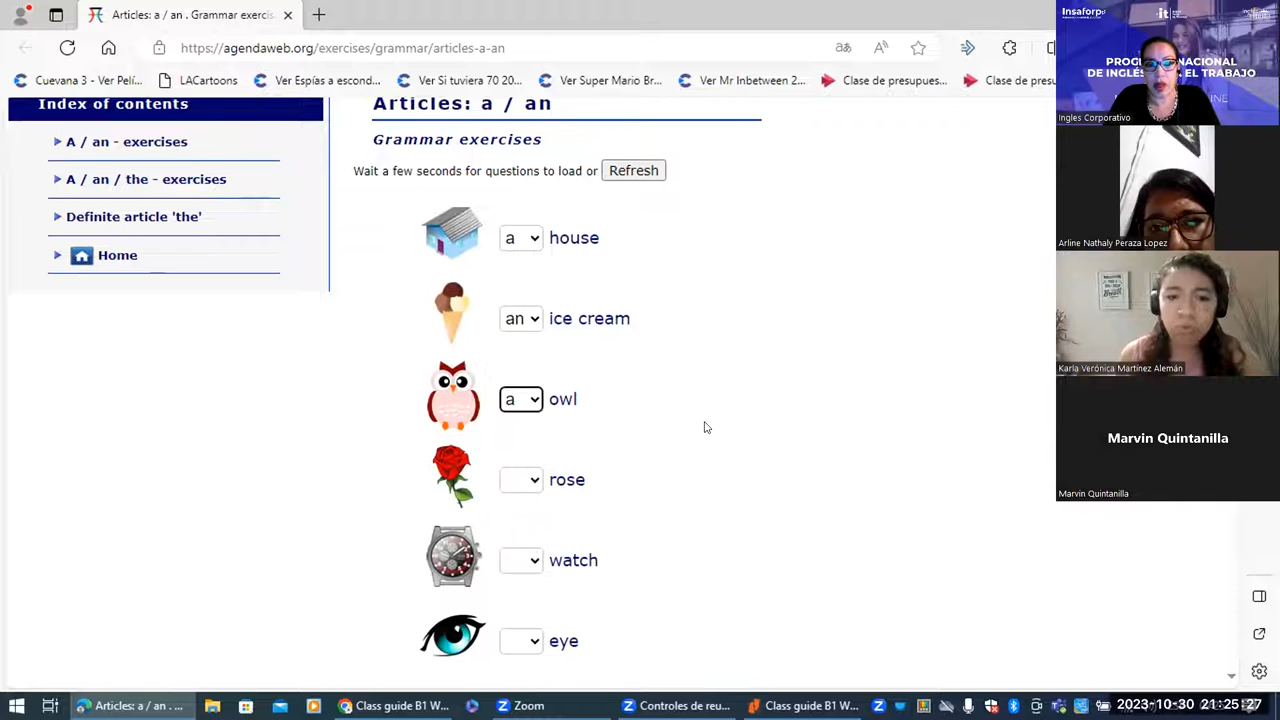 Articles: a / an . Grammar exercis
https://agendaweb.org/exercises/grammar/articles-a-an
Cuevana 3 - Ver Pelí...
LACartoons
Ver Espías a escond...
Ver Si tuviera 70 20...
Ver Super Mario Br...
Ver Mr Inbetween 2...
Clase de presupues...
Clase de presu
Index of contents
A / an - exercises
A / an / the - exercises
Definite article 'the'
Home
Articles: a / an
Grammar exercises
Wait a few seconds for questions to load or Refresh
a house
an ice cream
a owl
rose
watch
eye
Insaforp
Ingles Corporativo
Arline Nathaly Peraza Lopez
Karla Verónica Martínez Alemán
Marvin Quintanilla
Marvin Quintanilla
Articles: a / an . ...
Class guide B1 W...
Zoom
Controles de reu...
Class guide B1 W...
2023-10-30 21:25:27